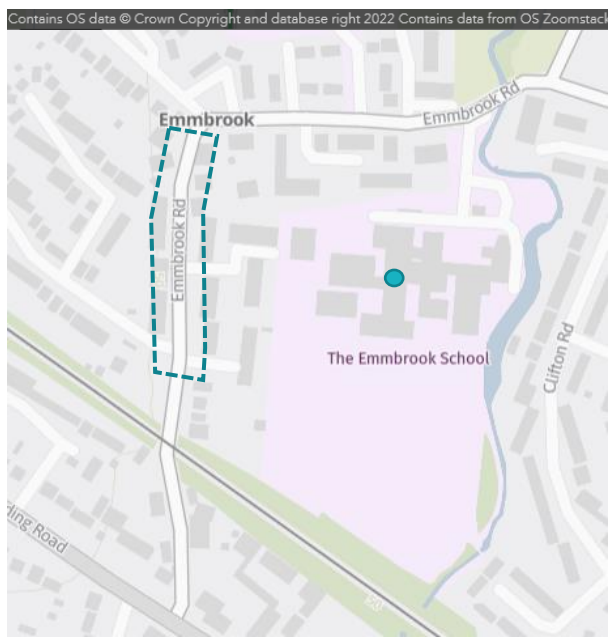 Contains OS data © Crown Copyright and database right 2022 Contains data from OS Zoomstack
Emmbrook
Emmbrook Rd
Emmbrook Rd
The Emmbrook School
Clifton Rd
ding Road